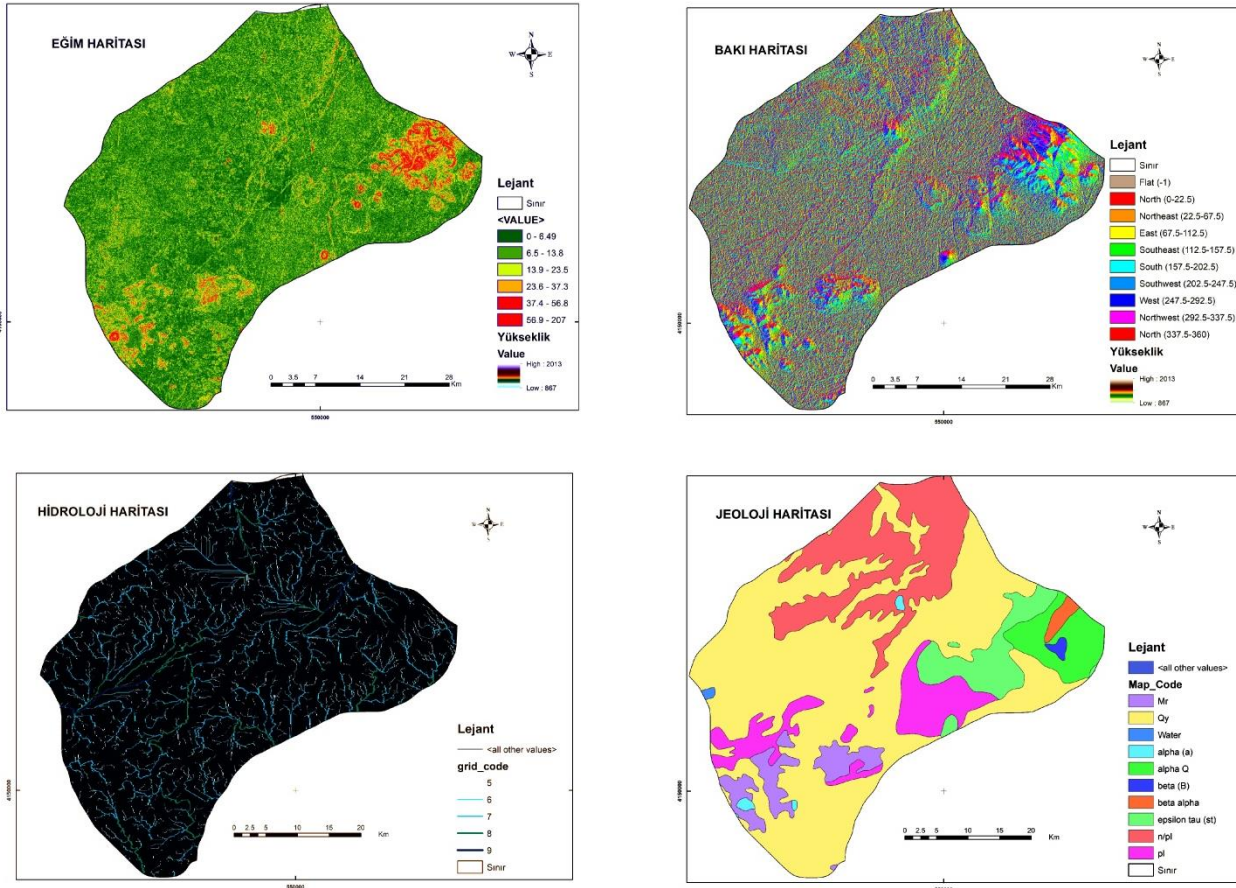 EĞİM HARİTASI
N
W E
S
Lejant
Sınır
<VALUE>
0 - 6.49
6.5 - 13.8
13.9 - 23.5
23.6 - 37.3
37.4 - 56.8
56.9 - 207
Yükseklik
Value
High : 2013
Low : 867
0 3.5 7 14 21 28
Km
550000
BAKI HARİTASI
N
W E
S
Lejant
Sınır
Flat (-1)
North (0-22.5)
Northeast (22.5-67.5)
East (67.5-112.5)
Southeast (112.5-157.5)
South (157.5-202.5)
Southwest (202.5-247.5)
West (247.5-292.5)
Northwest (292.5-337.5)
North (337.5-360)
Yükseklik
Value
High : 2013
Low : 867
4150000
0 3.5 7 14 21 28
Km
550000
HİDROLOJİ HARİTASI
N
W E
S
Lejant
<all other values>
grid_code
5
6
7
8
9
Sınır
4150000
0 2.5 5 10 15 20
Km
JEOLOJİ HARİTASI
N
W E
S
Lejant
<all other values>
Map_Code
Mr
Qy
Water
alpha (a)
alpha Q
beta (B)
beta alpha
epsilon tau (st)
n/pl
pl
Sınır
4150000
0 2.5 5 10 15 20
Km